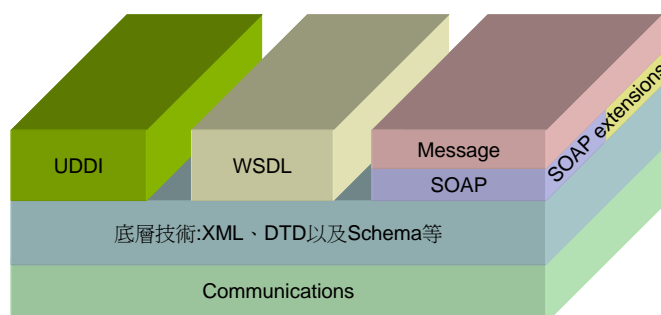 UDDI
WSDL
Message
SOAP
SOAP extensions
底層技術:XML、DTD以及Schema等
Communications